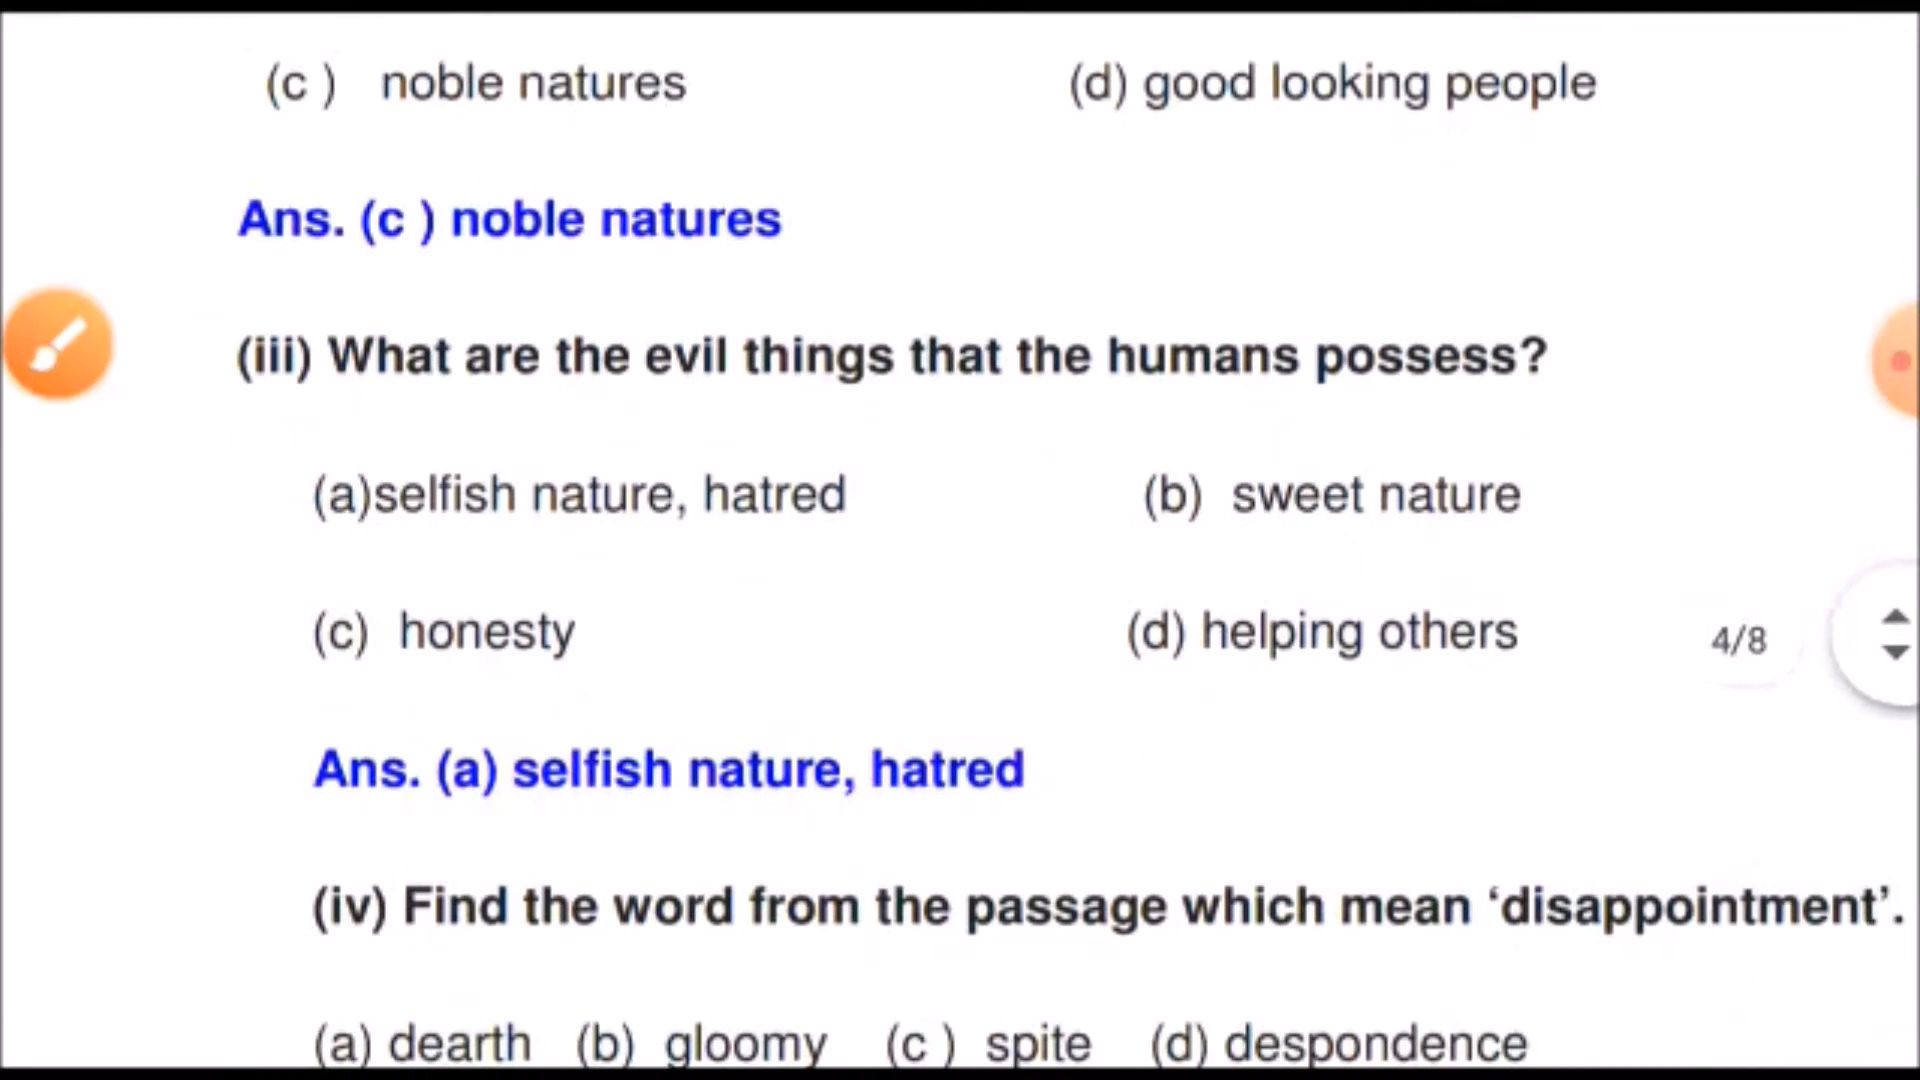 (c ) noble natures (d) good looking people
Ans. (c ) noble natures
(iii) What are the evil things that the humans possess?
(a)selfish nature, hatred (b) sweet nature
(c) honesty (d) helping others
4/8
Ans. (a) selfish nature, hatred
(iv) Find the word from the passage which mean ‘disappointment’.
(a) dearth (b) gloomy (c ) spite (d) despondence